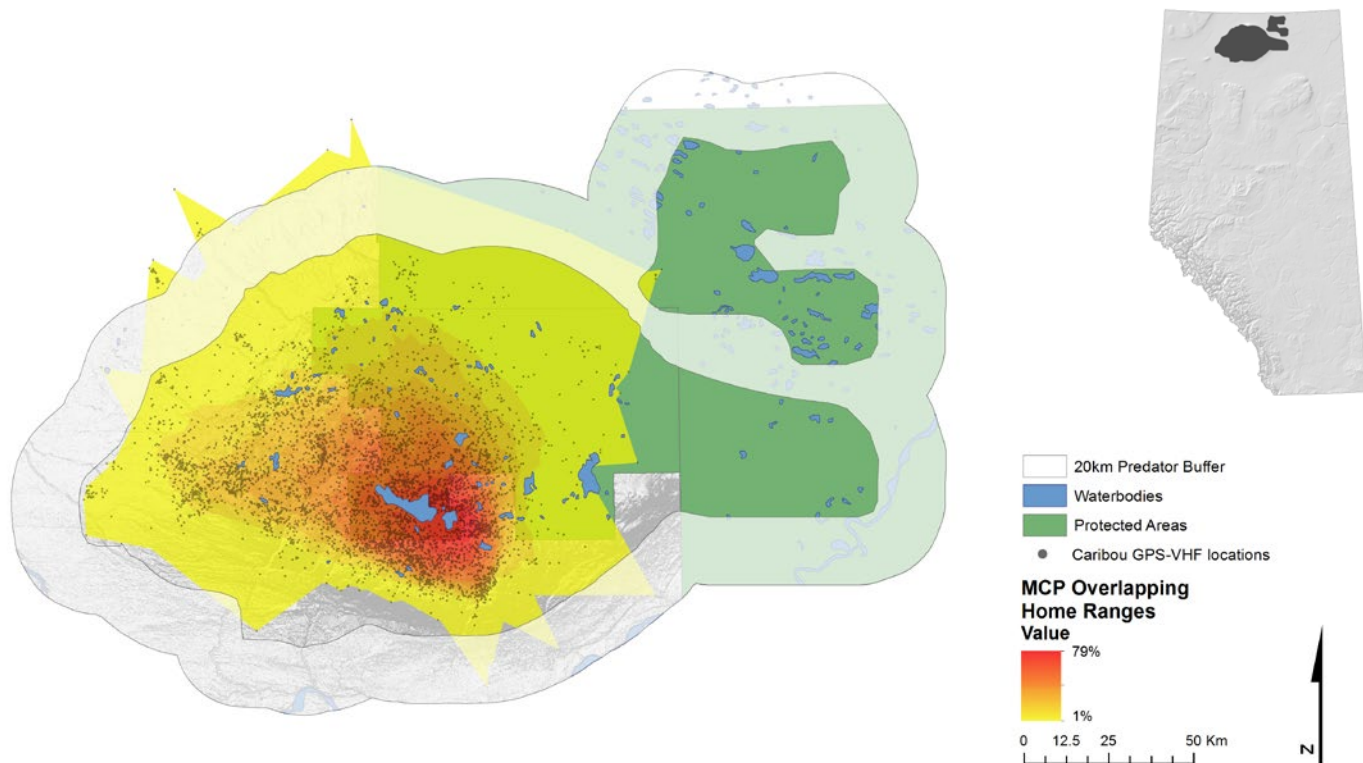 20km Predator Buffer
Waterbodies
Protected Areas
Caribou GPS-VHF locations
MCP Overlapping
Home Ranges
Value
79%
1%
0 12.5 25 50 Km
N